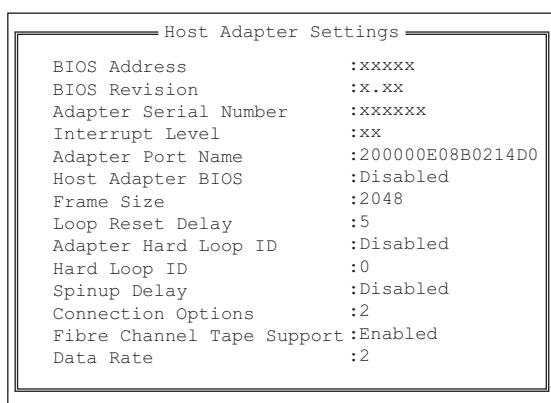 Host Adapter Settings
BIOS Address :xxxxx
BIOS Revision :x.xx
Adapter Serial Number :xxxxxx
Interrupt Level :xx
Adapter Port Name :200000E08B0214D0
Host Adapter BIOS :Disabled
Frame Size :2048
Loop Reset Delay :5
Adapter Hard Loop ID :Disabled
Hard Loop ID :0
Spinup Delay :Disabled
Connection Options :2
Fibre Channel Tape Support :Enabled
Data Rate :2